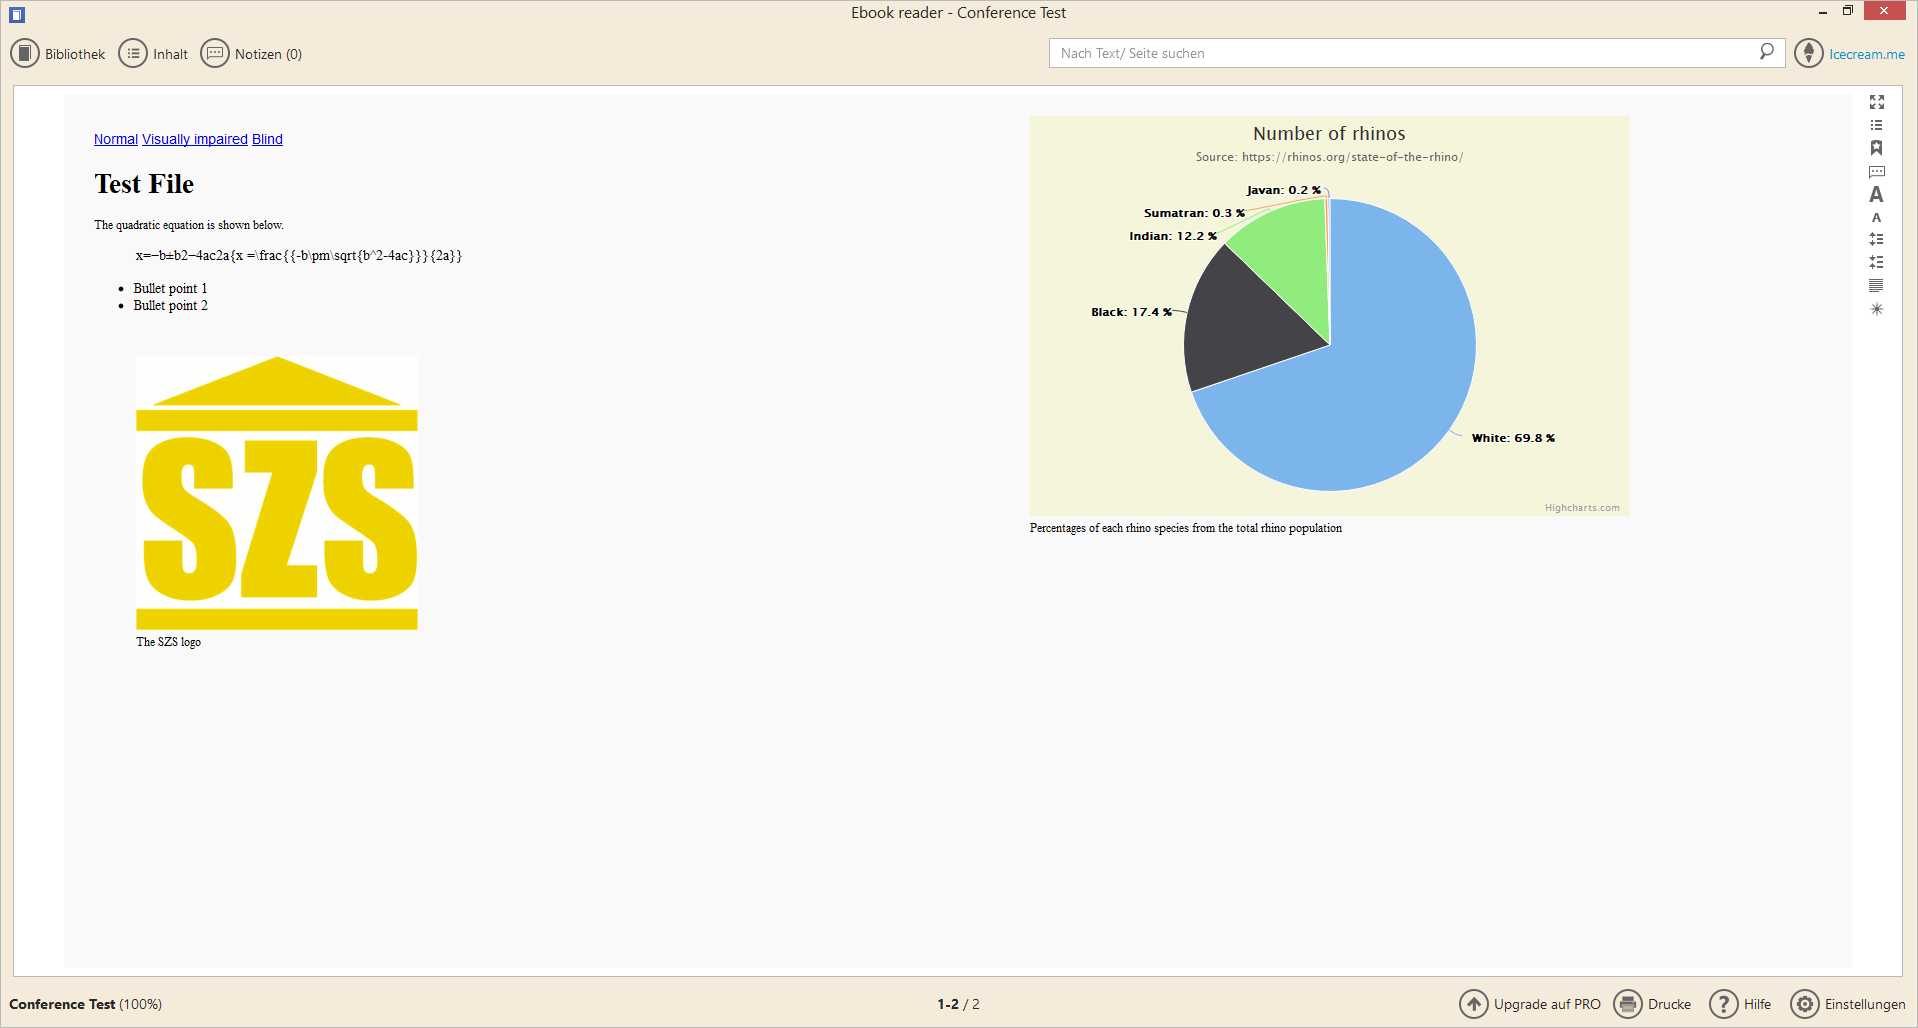 Ebook reader - Conference Test
Bibliothek Inhalt Notizen (0) Nach Text/ Seite suchen Icecream.me
Normal Visually impaired Blind
Test File
The quadratic equation is shown below.
x=−b±b2−4ac2a{x =\frac{{-b\pm\sqrt{b^2-4ac}}}{2a}}
• Bullet point 1
• Bullet point 2
SZS
The SZS logo
Number of rhinos
Source: https://rhinos.org/state-of-the-rhino/
Javan: 0.2 %
Sumatran: 0.3 %
Indian: 12.2 %
Black: 17.4 %
White: 69.8 %
Highcharts.com
Percentages of each rhino species from the total rhino population
A
A
Conference Test (100%) 1-2 / 2 Upgrade auf PRO Drucke ? Hilfe Einstellungen